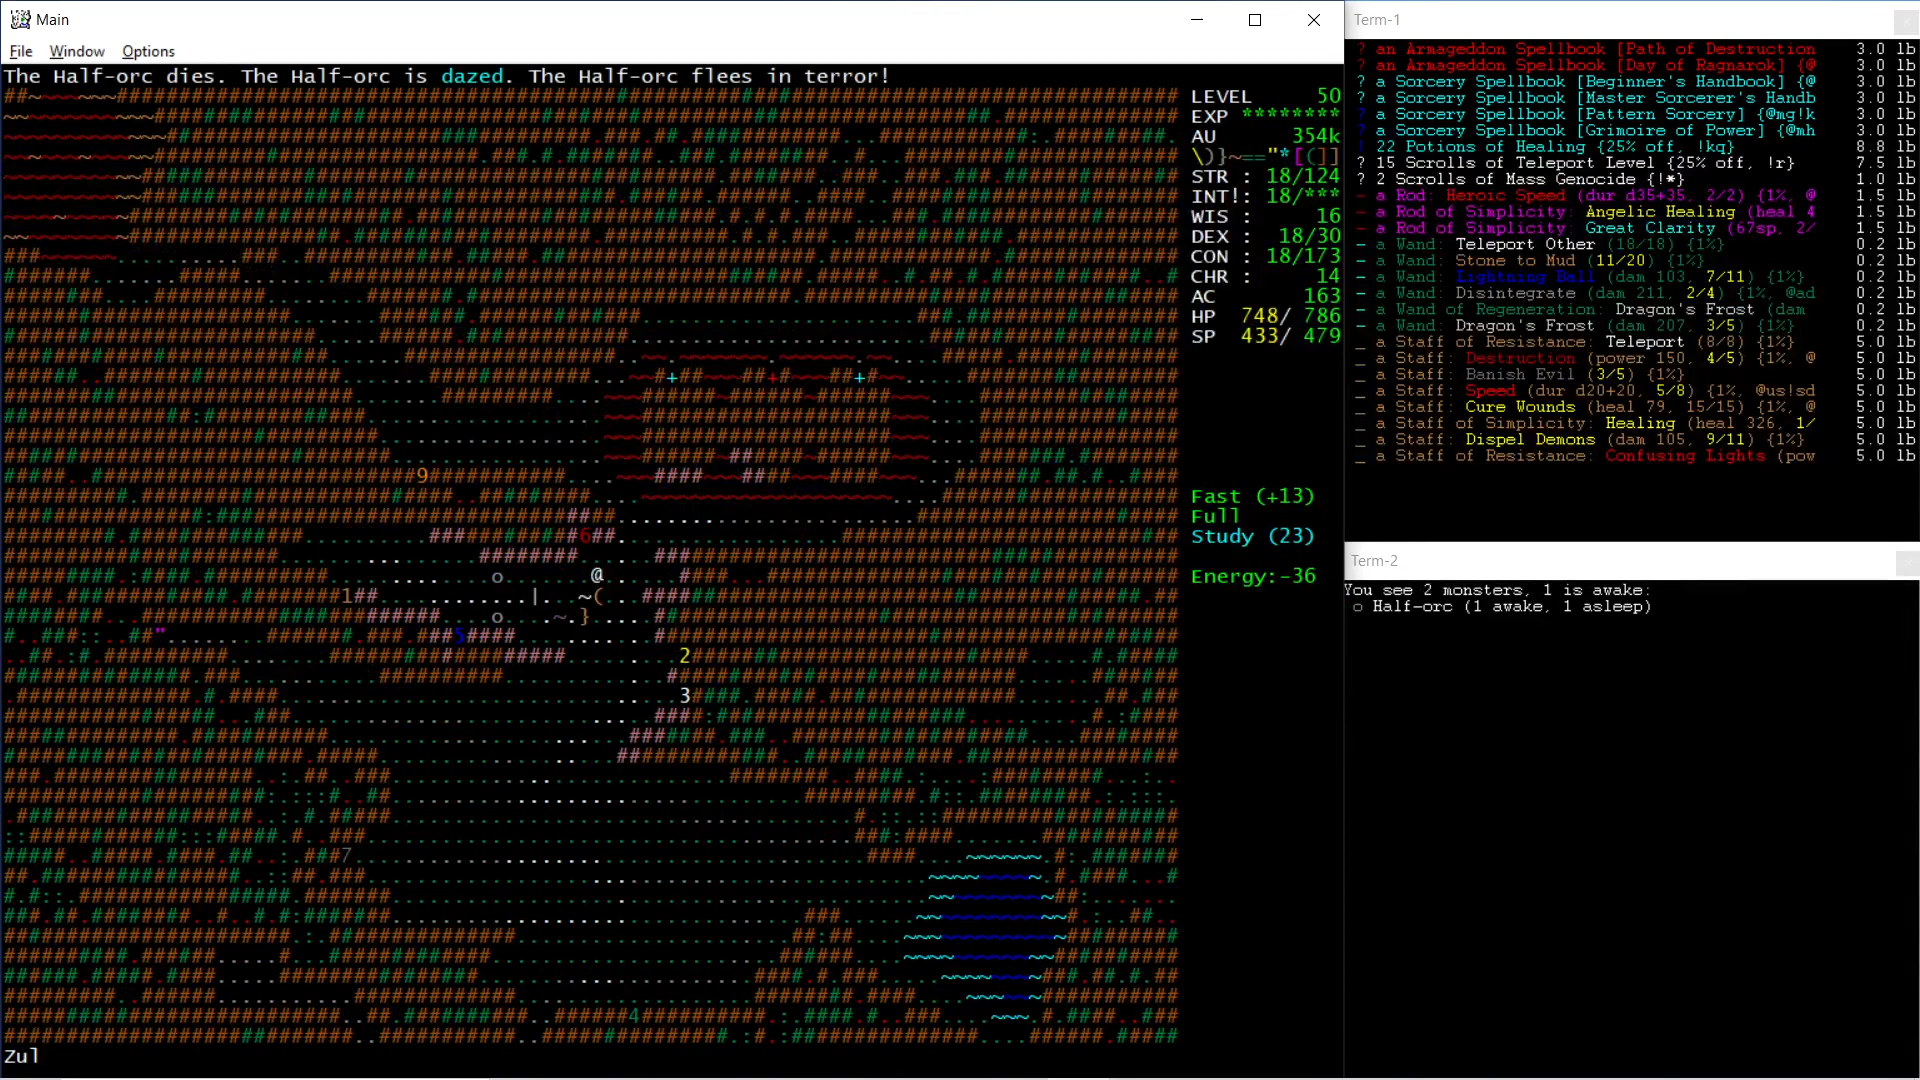 Main
File Window Options
The Half-orc dies. The Half-orc is dazed. The Half-orc flees in terror!
LEVEL 50
EXP ********
AU 354k
\)}~=="*[(]]
STR : 18/124
INT!: 18/***
WIS : 16
DEX : 18/30
CON : 18/173
CHR : 14
AC 163
HP 748/ 786
SP 433/ 479
Fast (+13)
Full
Study (23)
Energy:-36
Zul
Term-1
? an Armageddon Spellbook [Path of Destruction 3.0 lb
? an Armageddon Spellbook [Day of Ragnarok] {@ 3.0 lb
? a Sorcery Spellbook [Beginner's Handbook] {@ 3.0 lb
? a Sorcery Spellbook [Master Sorcerer's Handb 3.0 lb
? a Sorcery Spellbook [Pattern Sorcery] {@mg!k 3.0 lb
? a Sorcery Spellbook [Grimoire of Power] {@mh 3.0 lb
! 22 Potions of Healing {25% off, !kq} 8.8 lb
? 15 Scrolls of Teleport Level {25% off, !r} 7.5 lb
? 2 Scrolls of Mass Genocide {!*} 1.0 lb
- a Rod: Heroic Speed (dur d35+35, 2/2) {1%, @ 1.5 lb
- a Rod of Simplicity: Angelic Healing (heal 4 1.5 lb
- a Rod of Simplicity: Great Clarity (67sp, 2/ 1.5 lb
- a Wand: Teleport Other (18/18) {1%} 0.2 lb
- a Wand: Stone to Mud (11/20) {1%} 0.2 lb
- a Wand: Lightning Ball (dam 103, 7/11) {1%} 0.2 lb
- a Wand: Disintegrate (dam 211, 2/4) {1%, @ad 0.2 lb
- a Wand of Regeneration: Dragon's Frost (dam 0.2 lb
- a Wand: Dragon's Frost (dam 207, 3/5) {1%} 0.2 lb
_ a Staff of Resistance: Teleport (8/8) {1%} 5.0 lb
_ a Staff: Destruction (power 150, 4/5) {1%, @ 5.0 lb
_ a Staff: Banish Evil (3/5) {1%} 5.0 lb
_ a Staff: Speed (dur d20+20, 5/8) {1%, @us!sd 5.0 lb
_ a Staff: Cure Wounds (heal 79, 15/15) {1%, @ 5.0 lb
_ a Staff of Simplicity: Healing (heal 326, 1/ 5.0 lb
_ a Staff: Dispel Demons (dam 105, 9/11) {1%} 5.0 lb
_ a Staff of Resistance: Confusing Lights (pow 5.0 lb
Term-2
You see 2 monsters, 1 is awake:
o Half-orc (1 awake, 1 asleep)